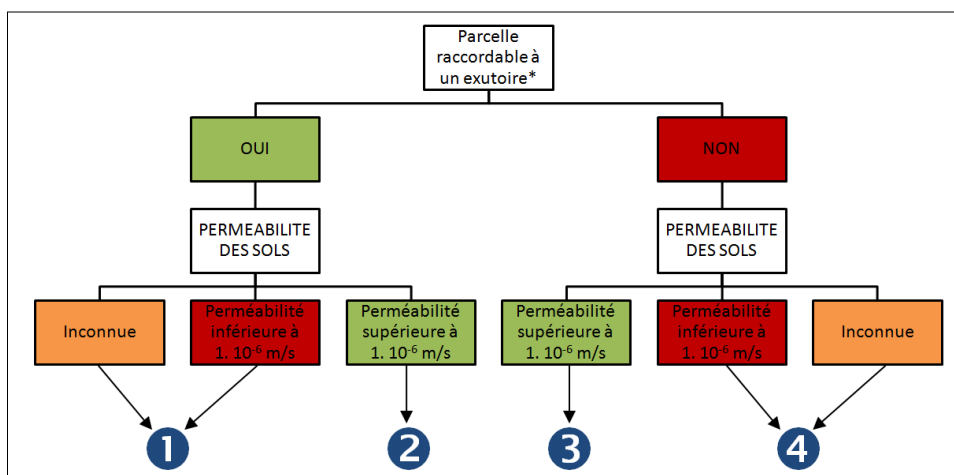 Parcelle
raccordable à
un exutoire*
OUI
NON
PERMEABILITE
DES SOLS
PERMEABILITE
DES SOLS
Inconnue
Perméabilité
inférieure à
1. 10⁻⁶ m/s
Perméabilité
supérieure à
1. 10⁻⁶ m/s
Perméabilité
supérieure à
1. 10⁻⁶ m/s
Perméabilité
inférieure à
1. 10⁻⁶ m/s
Inconnue
1
2
3
4